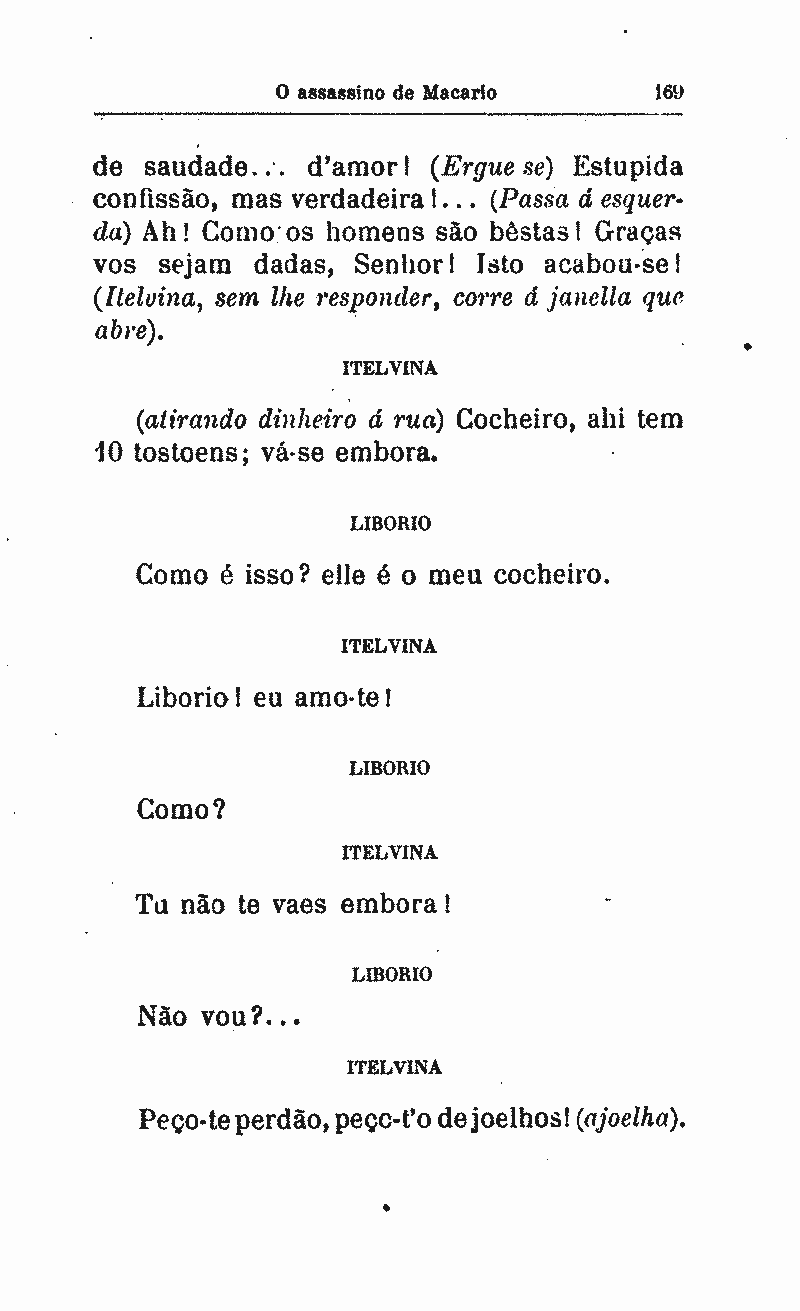 O assassino de Macario 169
de saudade... d'amor! (Ergue se) Estupida
confissão, mas verdadeira!... (Passa á esquer-
da) Ah! Como os homens são bêstas! Graças
vos sejam dadas, Senhor! Isto acabou-se!
(Itelvina, sem lhe responder, corre á janella que
abre).
ITELVINA
(atirando dinheiro á rua) Cocheiro, ahi tem
10 tostoens; vá-se embora.
LIBORIO
Como é isso? elle é o meu cocheiro.
ITELVINA
Liborio! eu amo-te!
LIBORIO
Como?
ITELVINA
Tu não te vaes embora!
LIBORIO
Não vou?...
ITELVINA
Peço-te perdão, peço-t'o de joelhos! (ajoelha).